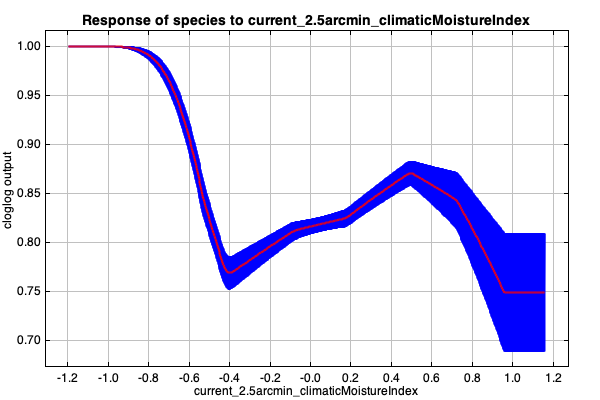 Response of species to current_2.5arcmin_climaticMoistureIndex
cloglog output
1.00
0.95
0.90
0.85
0.80
0.75
0.70
-1.2 -1.0 -0.8 -0.6 -0.4 -0.2 -0.0 0.2 0.4 0.6 0.8 1.0 1.2
current_2.5arcmin_climaticMoistureIndex